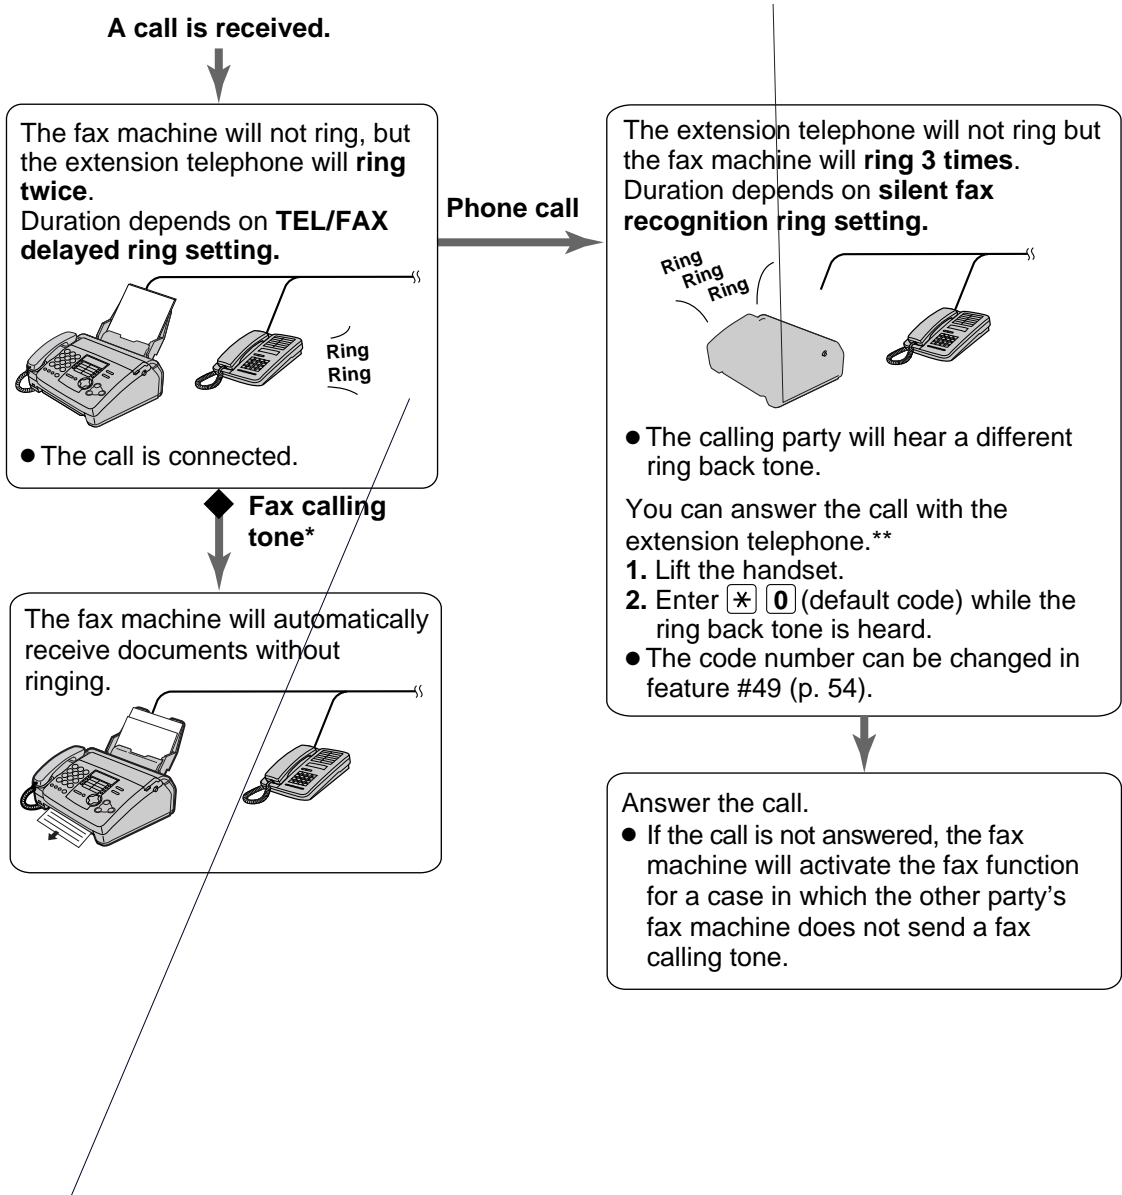 A call is received.
The fax machine will not ring, but
the extension telephone will ring
twice.
Duration depends on TEL/FAX
delayed ring setting.
Ring
Ring
● The call is connected.
Phone call
Fax calling
tone*
The fax machine will automatically
receive documents without
ringing.
The extension telephone will not ring but
the fax machine will ring 3 times.
Duration depends on silent fax
recognition ring setting.
Ring
Ring
Ring
● The calling party will hear a different
ring back tone.
You can answer the call with the
extension telephone.**
1. Lift the handset.
2. Enter * 0 (default code) while the
ring back tone is heard.
● The code number can be changed in
feature #49 (p. 54).
Answer the call.
● If the call is not answered, the fax
machine will activate the fax function
for a case in which the other party’s
fax machine does not send a fax
calling tone.